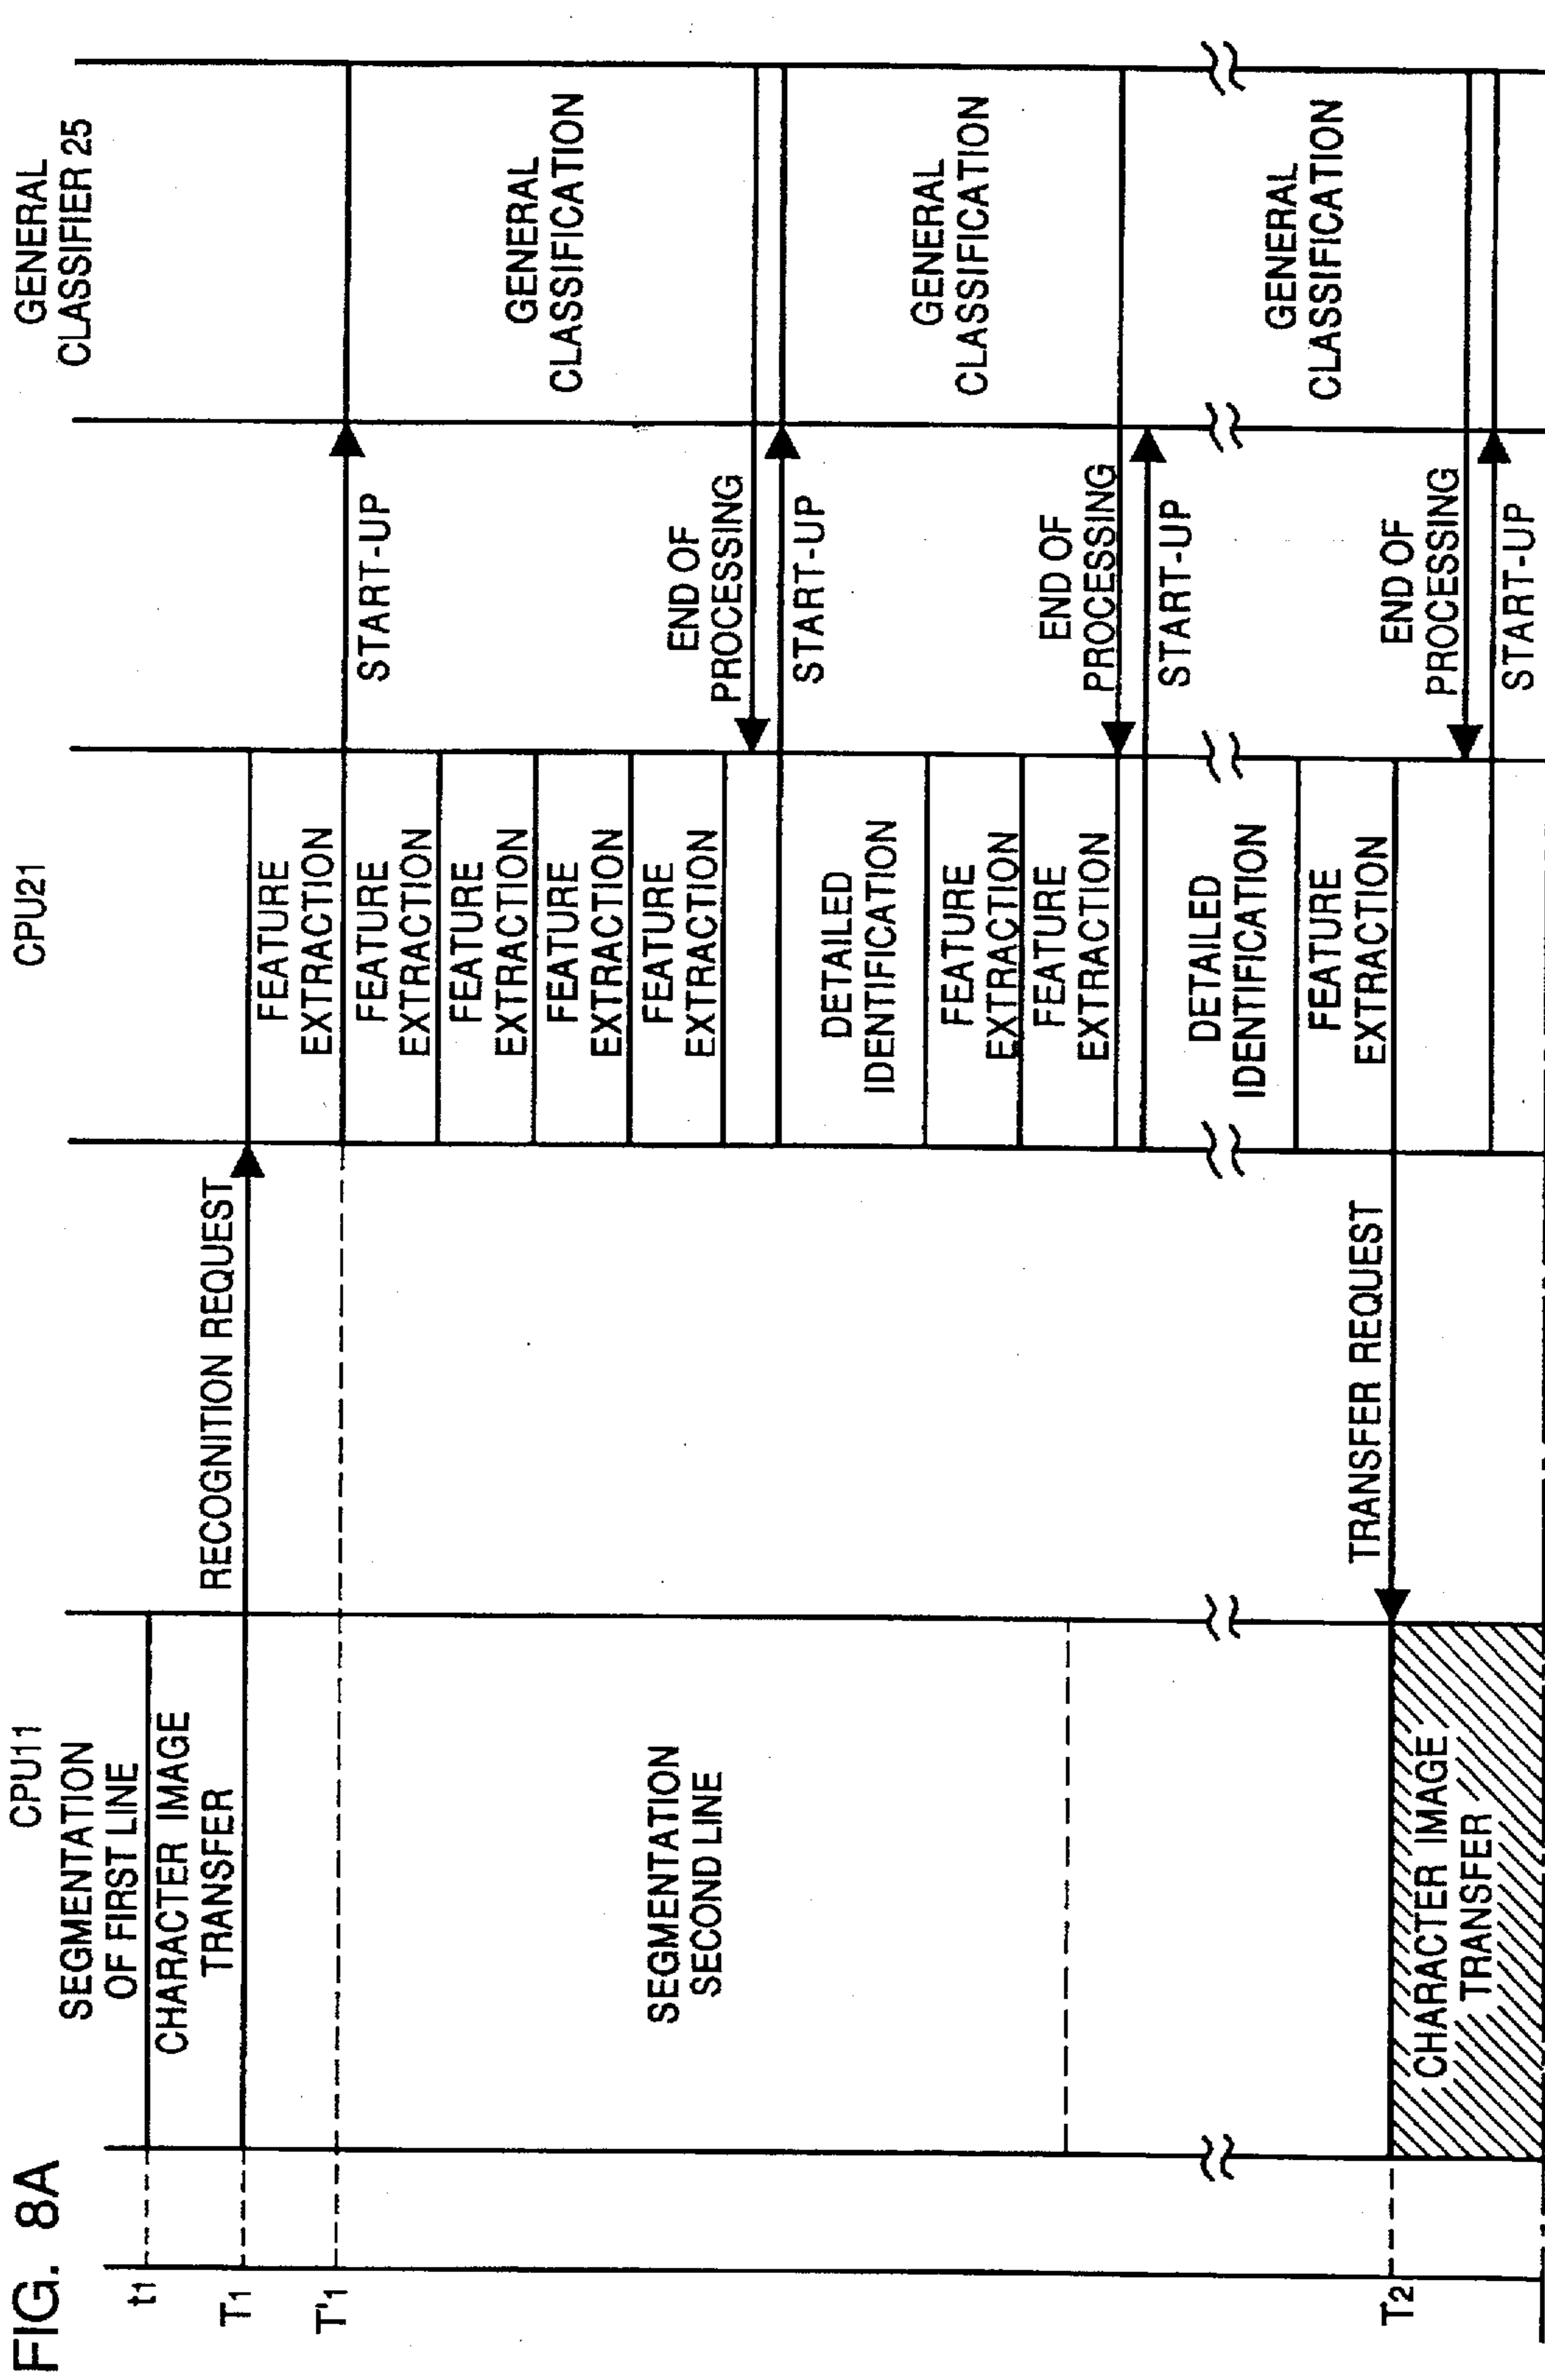 FIG. 8A
t1
T1
T'1
T2
CPU11
SEGMENTATION
OF FIRST LINE
CHARACTER IMAGE
TRANSFER
SEGMENTATION
SECOND LINE
CHARACTER IMAGE
TRANSFER
RECOGNITION REQUEST
TRANSFER REQUEST
CPU21
FEATURE
EXTRACTION
FEATURE
EXTRACTION
FEATURE
EXTRACTION
FEATURE
EXTRACTION
FEATURE
EXTRACTION
DETAILED
IDENTIFICATION
FEATURE
EXTRACTION
FEATURE
EXTRACTION
DETAILED
IDENTIFICATION
FEATURE
EXTRACTION
START-UP
END OF
PROCESSING
START-UP
END OF
PROCESSING
START-UP
END OF
PROCESSING
START-UP
GENERAL
CLASSIFIER 25
GENERAL
CLASSIFICATION
GENERAL
CLASSIFICATION
GENERAL
CLASSIFICATION